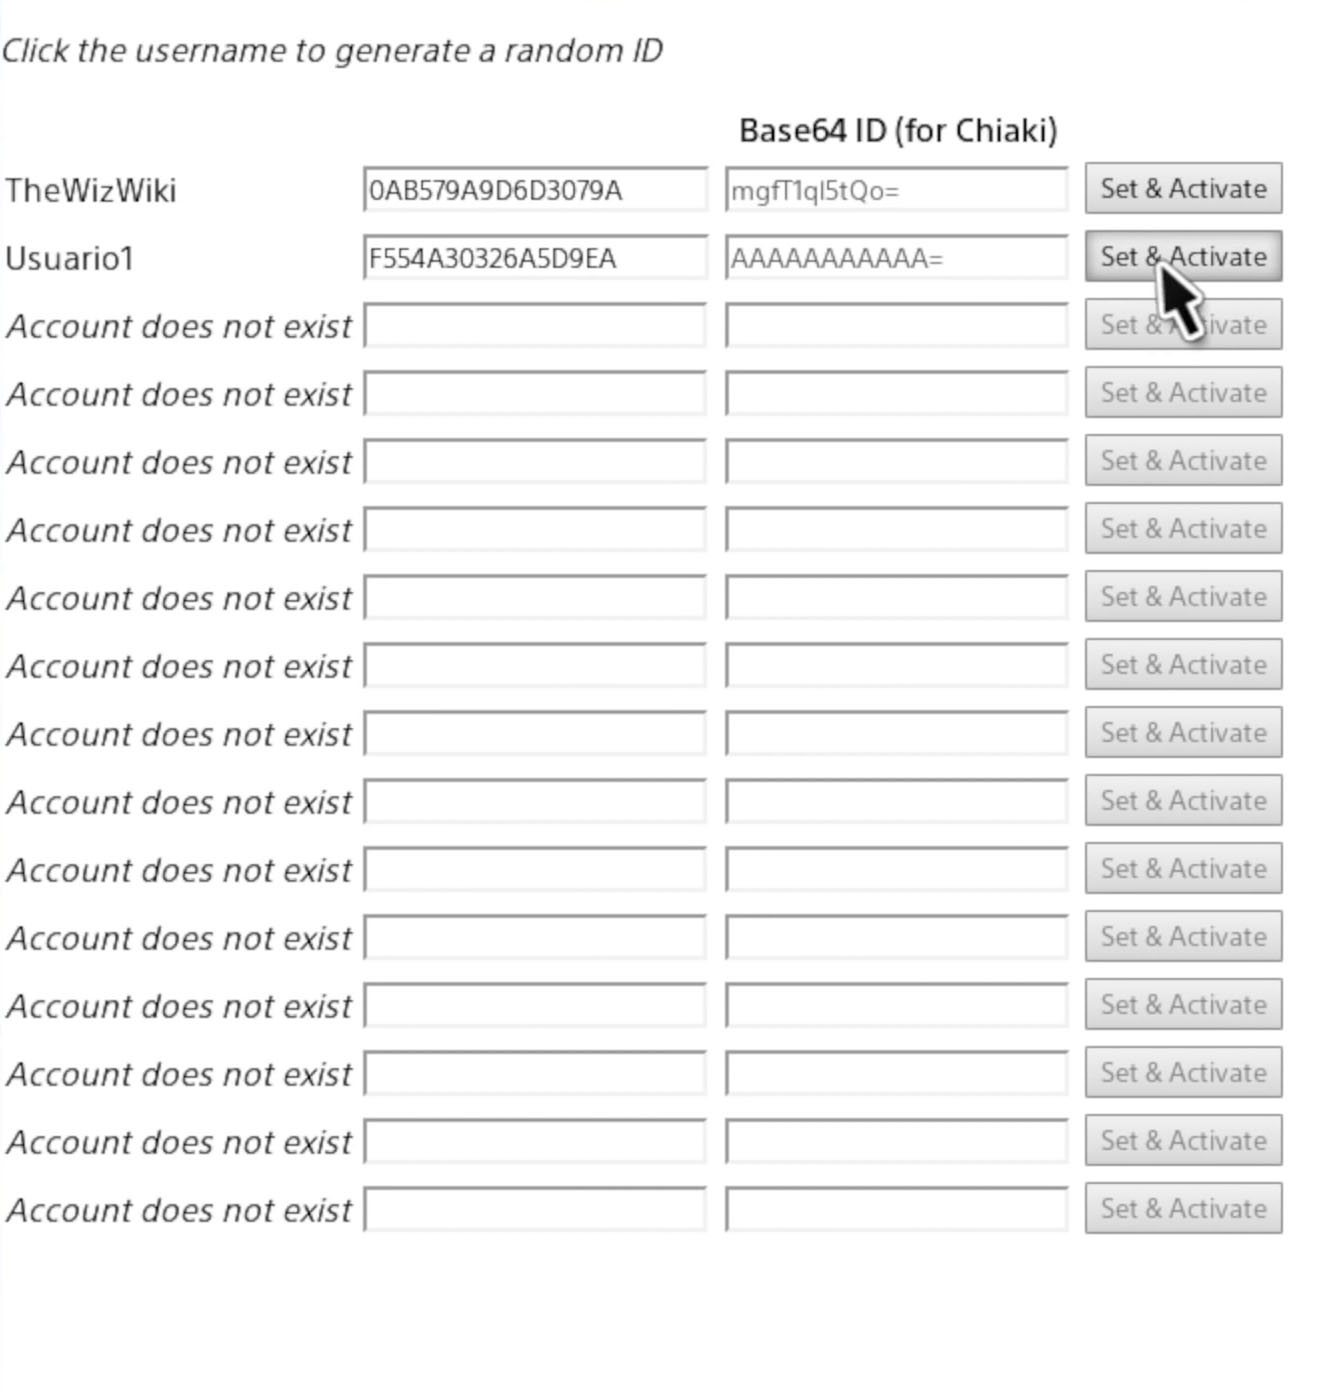 Click the username to generate a random ID
Base64 ID (for Chiaki)
TheWizWiki 0AB579A9D6D3079A mgfT1ql5tQo= Set & Activate
Usuario1 F554A30326A5D9EA AAAAAAAAAAA= Set & Activate
Account does not exist Set & Activate
Account does not exist Set & Activate
Account does not exist Set & Activate
Account does not exist Set & Activate
Account does not exist Set & Activate
Account does not exist Set & Activate
Account does not exist Set & Activate
Account does not exist Set & Activate
Account does not exist Set & Activate
Account does not exist Set & Activate
Account does not exist Set & Activate
Account does not exist Set & Activate
Account does not exist Set & Activate
Account does not exist Set & Activate